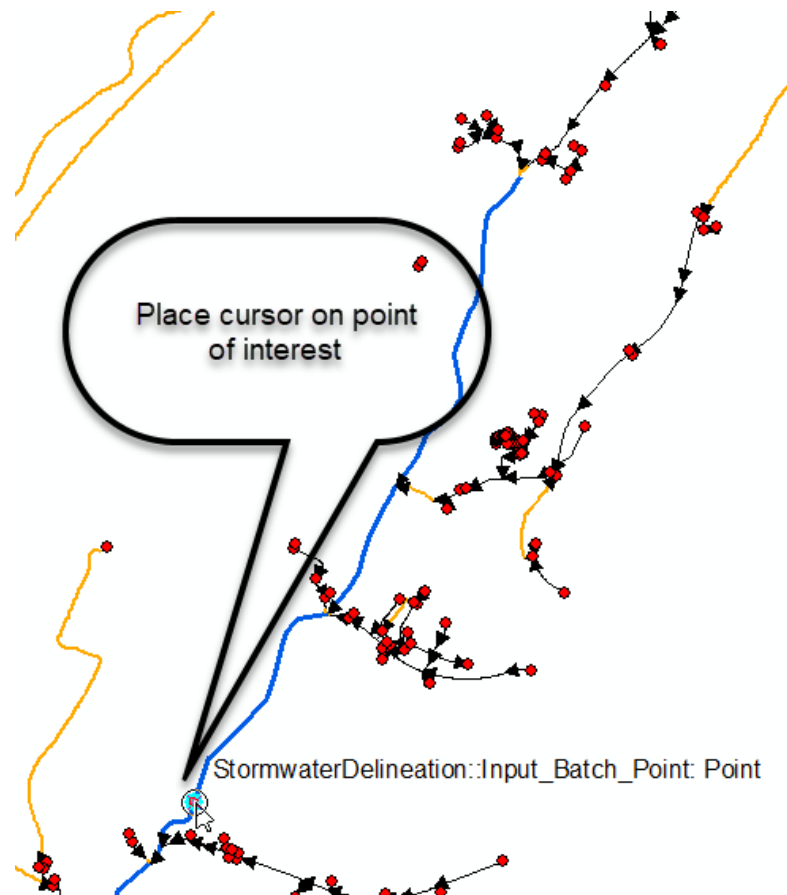 Place cursor on point
of interest
StormwaterDelineation::Input_Batch_Point: Point